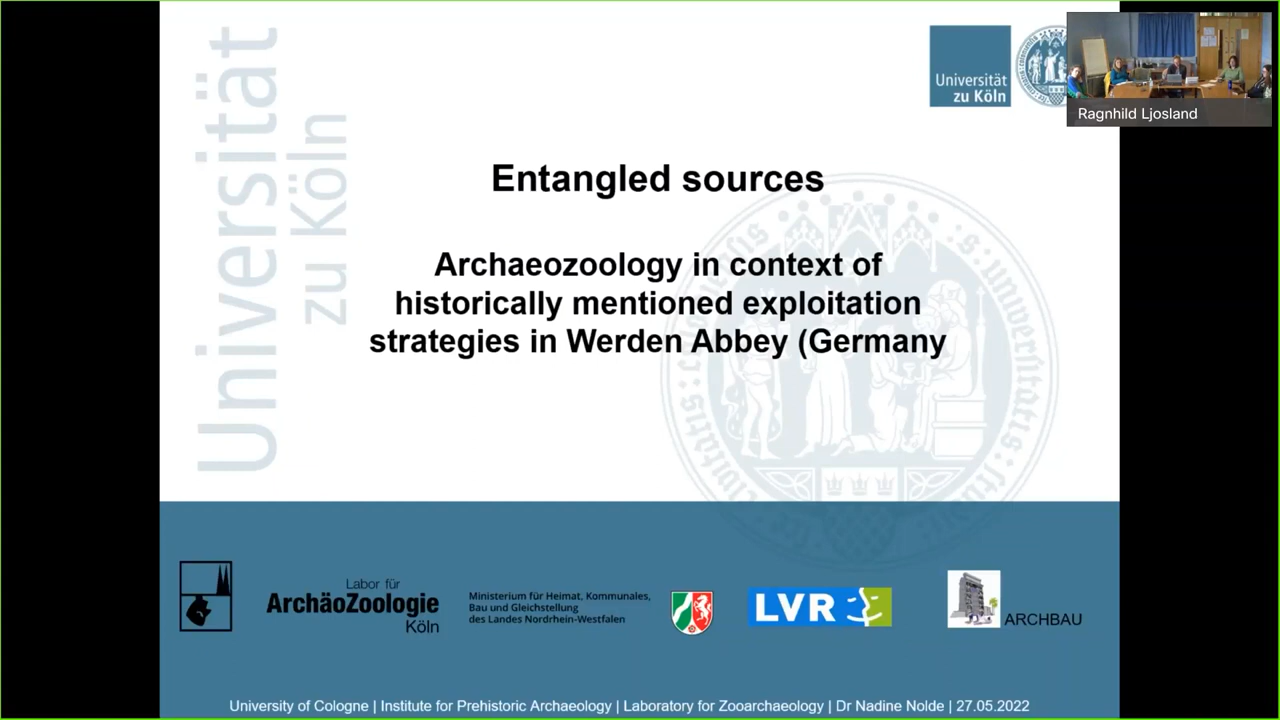 Universität
zu Köln
Universität
zu Köln
Ragnhild Ljosland
Entangled sources
Archaeozoology in context of
historically mentioned exploitation
strategies in Werden Abbey (Germany
Labor für
ArchäoZoologie
Köln
Ministerium für Heimat, Kommunales,
Bau und Gleichstellung
des Landes Nordrhein-Westfalen
LVR
ARCHBAU
University of Cologne | Institute for Prehistoric Archaeology | Laboratory for Zooarchaeology | Dr Nadine Nolde | 27.05.2022